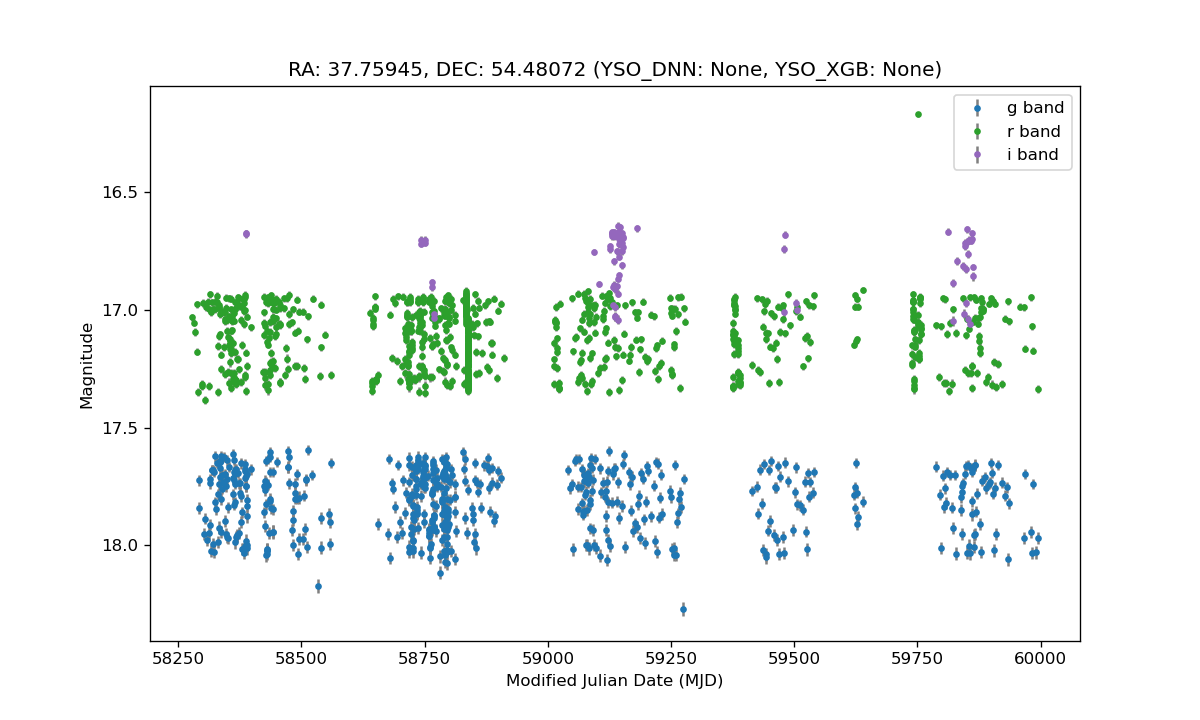 RA: 37.75945, DEC: 54.48072 (YSO_DNN: None, YSO_XGB: None)
g band
r band
i band
16.5
17.0
17.5
18.0
Magnitude
58250 58500 58750 59000 59250 59500 59750 60000
Modified Julian Date (MJD)